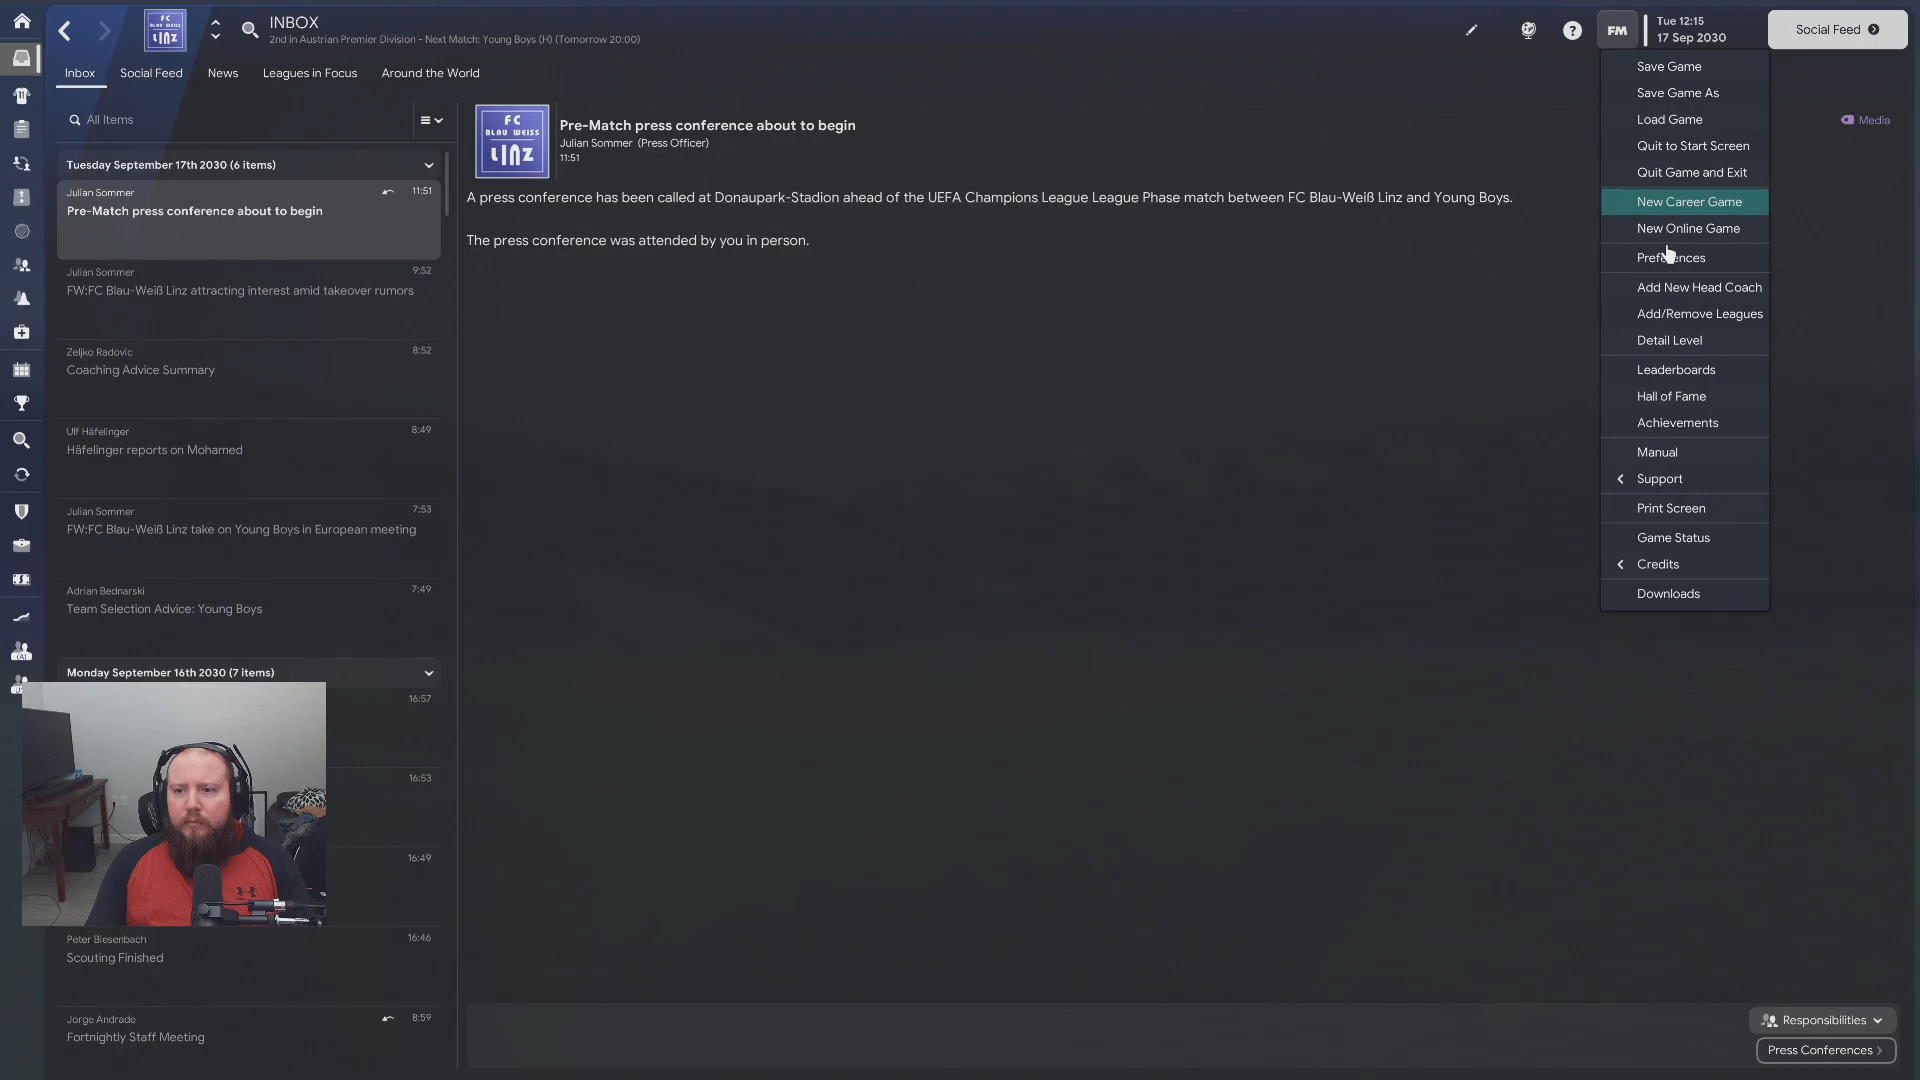 FC
BLAU WEISS
LINZ
INBOX
2nd in Austrian Premier Division - Next Match: Young Boys (H) (Tomorrow 20:00)
FM
Tue 12:15
17 Sep 2030
Social Feed
Inbox
Social Feed
News
Leagues in Focus
Around the World
All Items
Tuesday September 17th 2030 (6 items)
Julian Sommer
11:51
Pre-Match press conference about to begin
Julian Sommer
9:52
FW:FC Blau-Weiß Linz attracting interest amid takeover rumors
Zeljko Radovic
8:52
Coaching Advice Summary
Ulf Häfelinger
8:49
Häfelinger reports on Mohamed
Julian Sommer
7:53
FW:FC Blau-Weiß Linz take on Young Boys in European meeting
Adrian Bednarski
7:49
Team Selection Advice: Young Boys
Monday September 16th 2030 (7 items)
16:57
16:53
16:49
Peter Biesenbach
16:46
Scouting Finished
Jorge Andrade
8:59
Fortnightly Staff Meeting
FC
BLAU WEISS
LINZ
Pre-Match press conference about to begin
Julian Sommer (Press Officer)
11:51
Media
A press conference has been called at Donaupark-Stadion ahead of the UEFA Champions League League Phase match between FC Blau-Weiß Linz and Young Boys.
The press conference was attended by you in person.
Save Game
Save Game As
Load Game
Quit to Start Screen
Quit Game and Exit
New Career Game
New Online Game
Preferences
Add New Head Coach
Add/Remove Leagues
Detail Level
Leaderboards
Hall of Fame
Achievements
Manual
Support
Print Screen
Game Status
Credits
Downloads
Responsibilities
Press Conferences